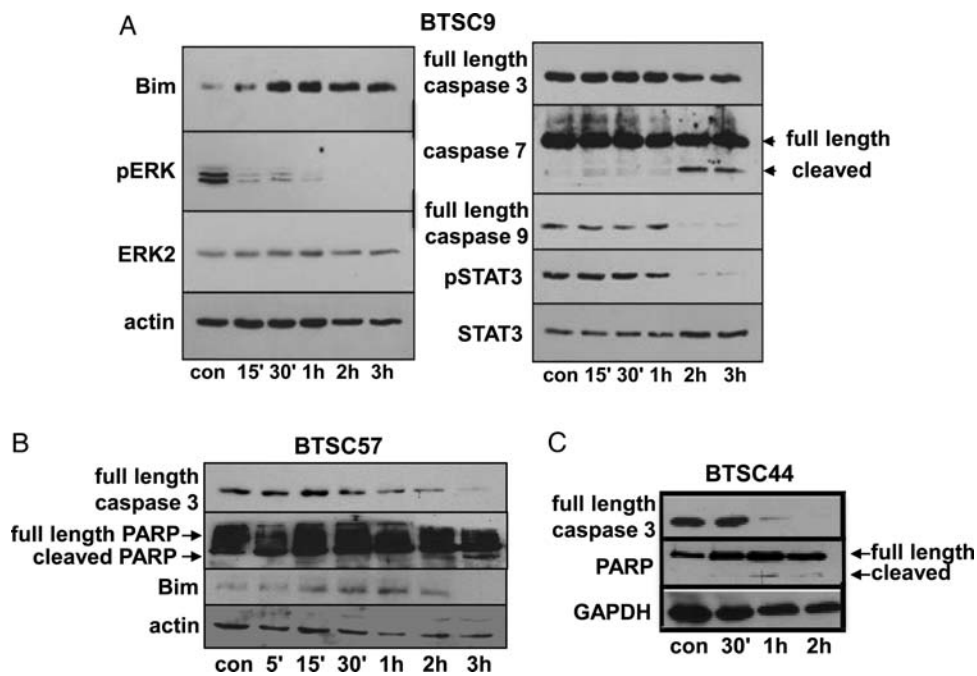 A
BTSC9
Bim
pERK
ERK2
actin
con 15' 30' 1h 2h 3h
full length
caspase 3
caspase 7
full length
cleaved
full length
caspase 9
pSTAT3
STAT3
con 15' 30' 1h 2h 3h
B
BTSC57
full length
caspase 3
full length PARP
cleaved PARP
Bim
actin
con 5' 15' 30' 1h 2h 3h
C
BTSC44
full length
caspase 3
PARP
full length
cleaved
GAPDH
con 30' 1h 2h